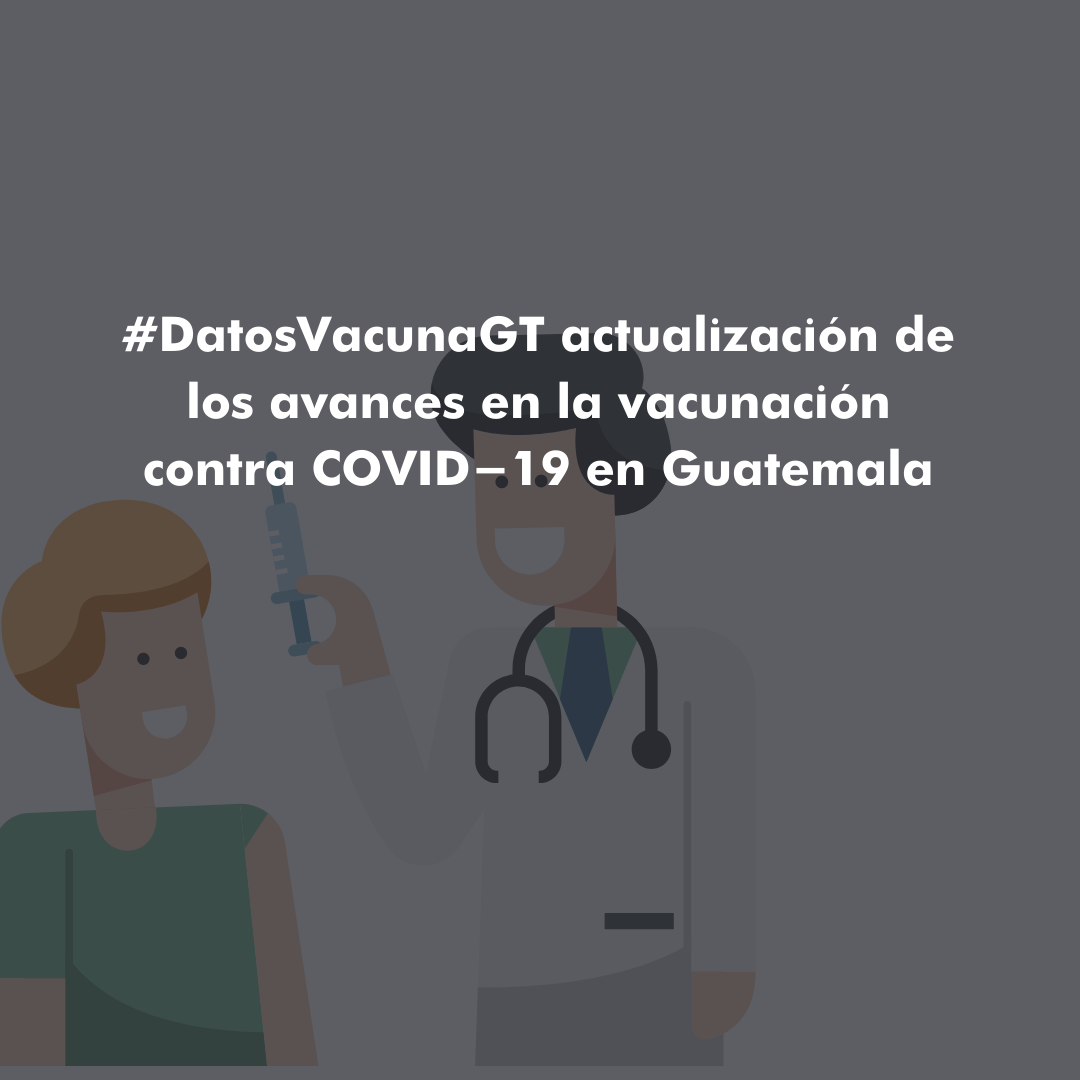 #DatosVacunaGT actualización de
los avances en la vacunación
contra COVID–19 en Guatemala